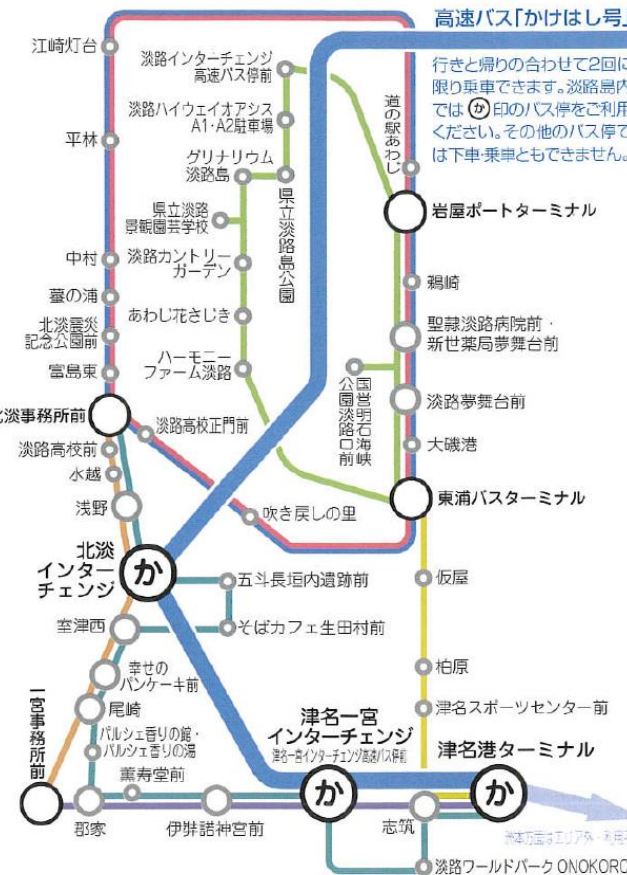 高速バス「かけはし号」
行きと帰りの合わせて2回に
限り乗車できます。淡路島内
では か 印のバス停をご利用
ください。その他のバス停で
は下車・乗車ともできません。
江崎灯台
平林
中村
蟇の浦
北淡震災
記念公園前
富島東
北淡事務所前
淡路高校前
水越
浅野
北淡
インター
チェンジ
か
室津西
幸せの
パンケーキ前
尾崎
パルシェ香りの館・
パルシェ香りの湯
薫寿堂前
一宮事務所前
郡家
伊弉諾神宮前
淡路インターチェンジ
高速バス停前
淡路ハイウェイオアシス
A1・A2駐車場
グリナリウム
淡路島
県立淡路島公園
県立淡路
景観園芸学校
淡路カントリー
ガーデン
あわじ花さじき
ハーモニー
ファーム淡路
淡路高校正門前
吹き戻しの里
五斗長垣内遺跡前
そばカフェ生田村前
道の駅あわじ
岩屋ポートターミナル
鵜崎
聖隷淡路病院前・
新世薬局夢舞台前
国営明石海峡
公園淡路口前
淡路夢舞台前
大磯港
東浦バスターミナル
仮屋
柏原
津名スポーツセンター前
津名一宮
インターチェンジ
津名一宮インターチェンジ高速バス停前
か
津名港ターミナル
か
志筑
洲本方面はエリア外・利用不
淡路ワールドパーク ONOKORO